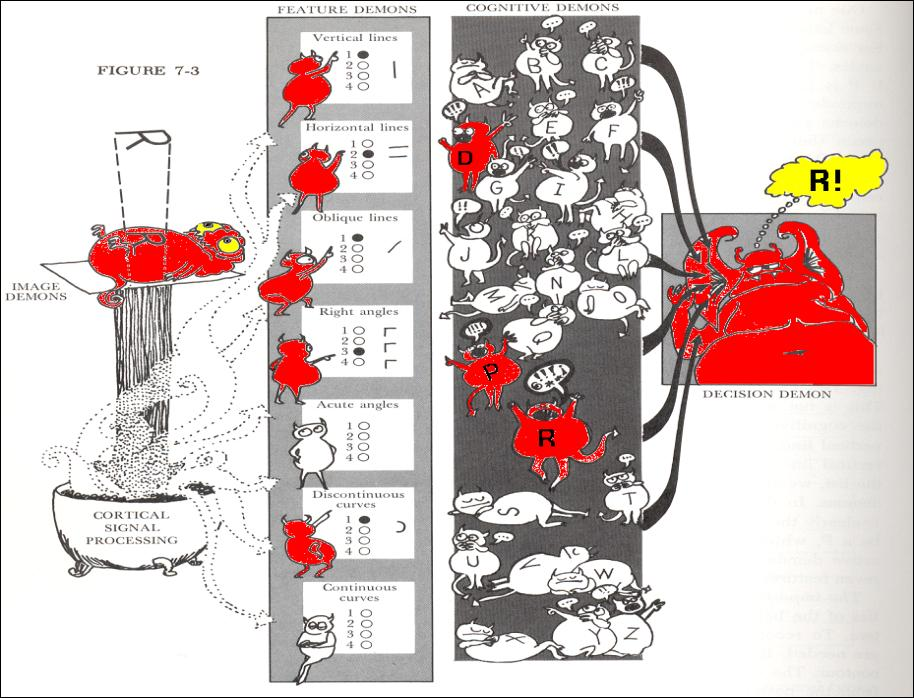 FEATURE DEMONS
COGNITIVE DEMONS
FIGURE 7-3
R
R
IMAGE
DEMONS
CORTICAL
SIGNAL
PROCESSING
Vertical lines
1
2
3
4
Horizontal lines
1
2
3
4
Oblique lines
1
2
3
4
Right angles
1
2
3
4
Acute angles
1
2
3
4
Discontinuous
curves
1
2
3
4
Continuous
curves
1
2
3
4
A B C
!!!
!!! E F
D
!!
G I
!!
J L
M N O
!!!
Q
P
R
S T
U W
X Y Z
R!
DECISION DEMON